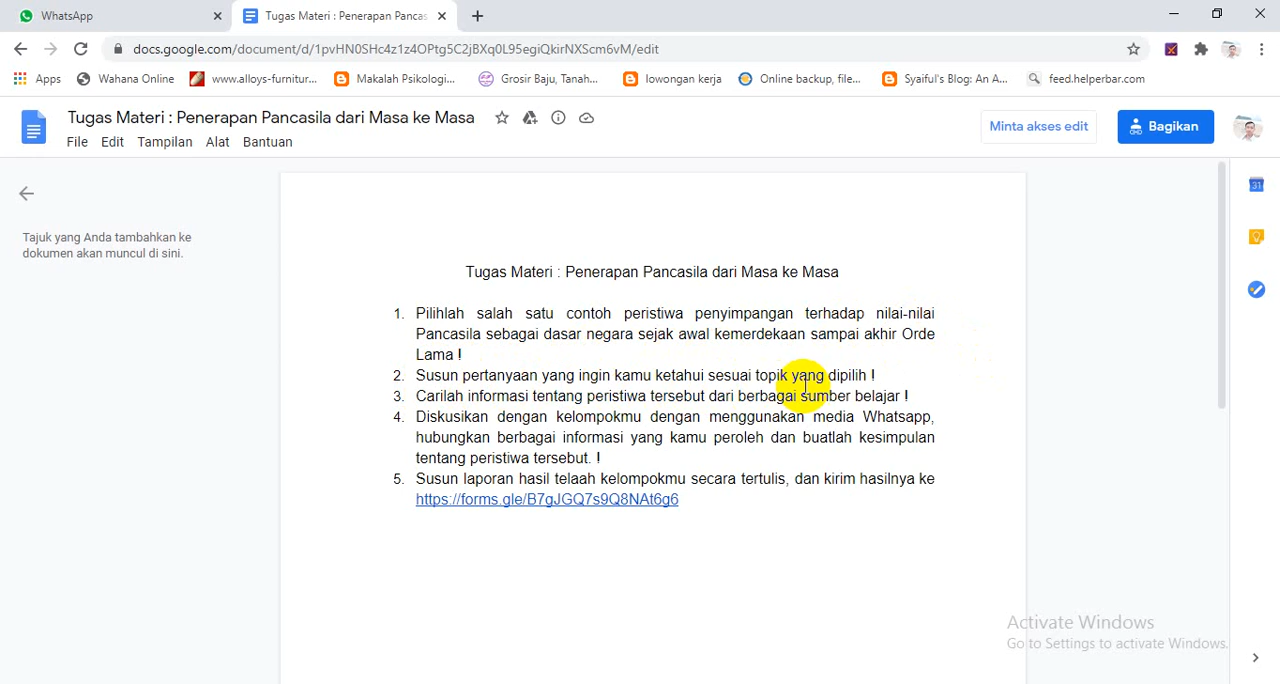 WhatsApp
Tugas Materi : Penerapan Pancas
docs.google.com/document/d/1pvHN0SHc4z1z4OPtg5C2jBXq0L95egiQkirNXScm6vM/edit
Apps Wahana Online www.alloys-furnitur... Makalah Psikologi... Grosir Baju, Tanah... lowongan kerja Online backup, file... Syaiful's Blog: An A... feed.helperbar.com
Tugas Materi : Penerapan Pancasila dari Masa ke Masa
Minta akses edit
Bagikan
File Edit Tampilan Alat Bantuan
31
Tajuk yang Anda tambahkan ke
dokumen akan muncul di sini.
Tugas Materi : Penerapan Pancasila dari Masa ke Masa
1. Pilihlah salah satu contoh peristiwa penyimpangan terhadap nilai-nilai
Pancasila sebagai dasar negara sejak awal kemerdekaan sampai akhir Orde
Lama !
2. Susun pertanyaan yang ingin kamu ketahui sesuai topik yang dipilih !
3. Carilah informasi tentang peristiwa tersebut dari berbagai sumber belajar !
4. Diskusikan dengan kelompokmu dengan menggunakan media Whatsapp,
hubungkan berbagai informasi yang kamu peroleh dan buatlah kesimpulan
tentang peristiwa tersebut. !
5. Susun laporan hasil telaah kelompokmu secara tertulis, dan kirim hasilnya ke
https://forms.gle/B7gJGQ7s9Q8NAt6g6
Activate Windows
Go to Settings to activate Windows.